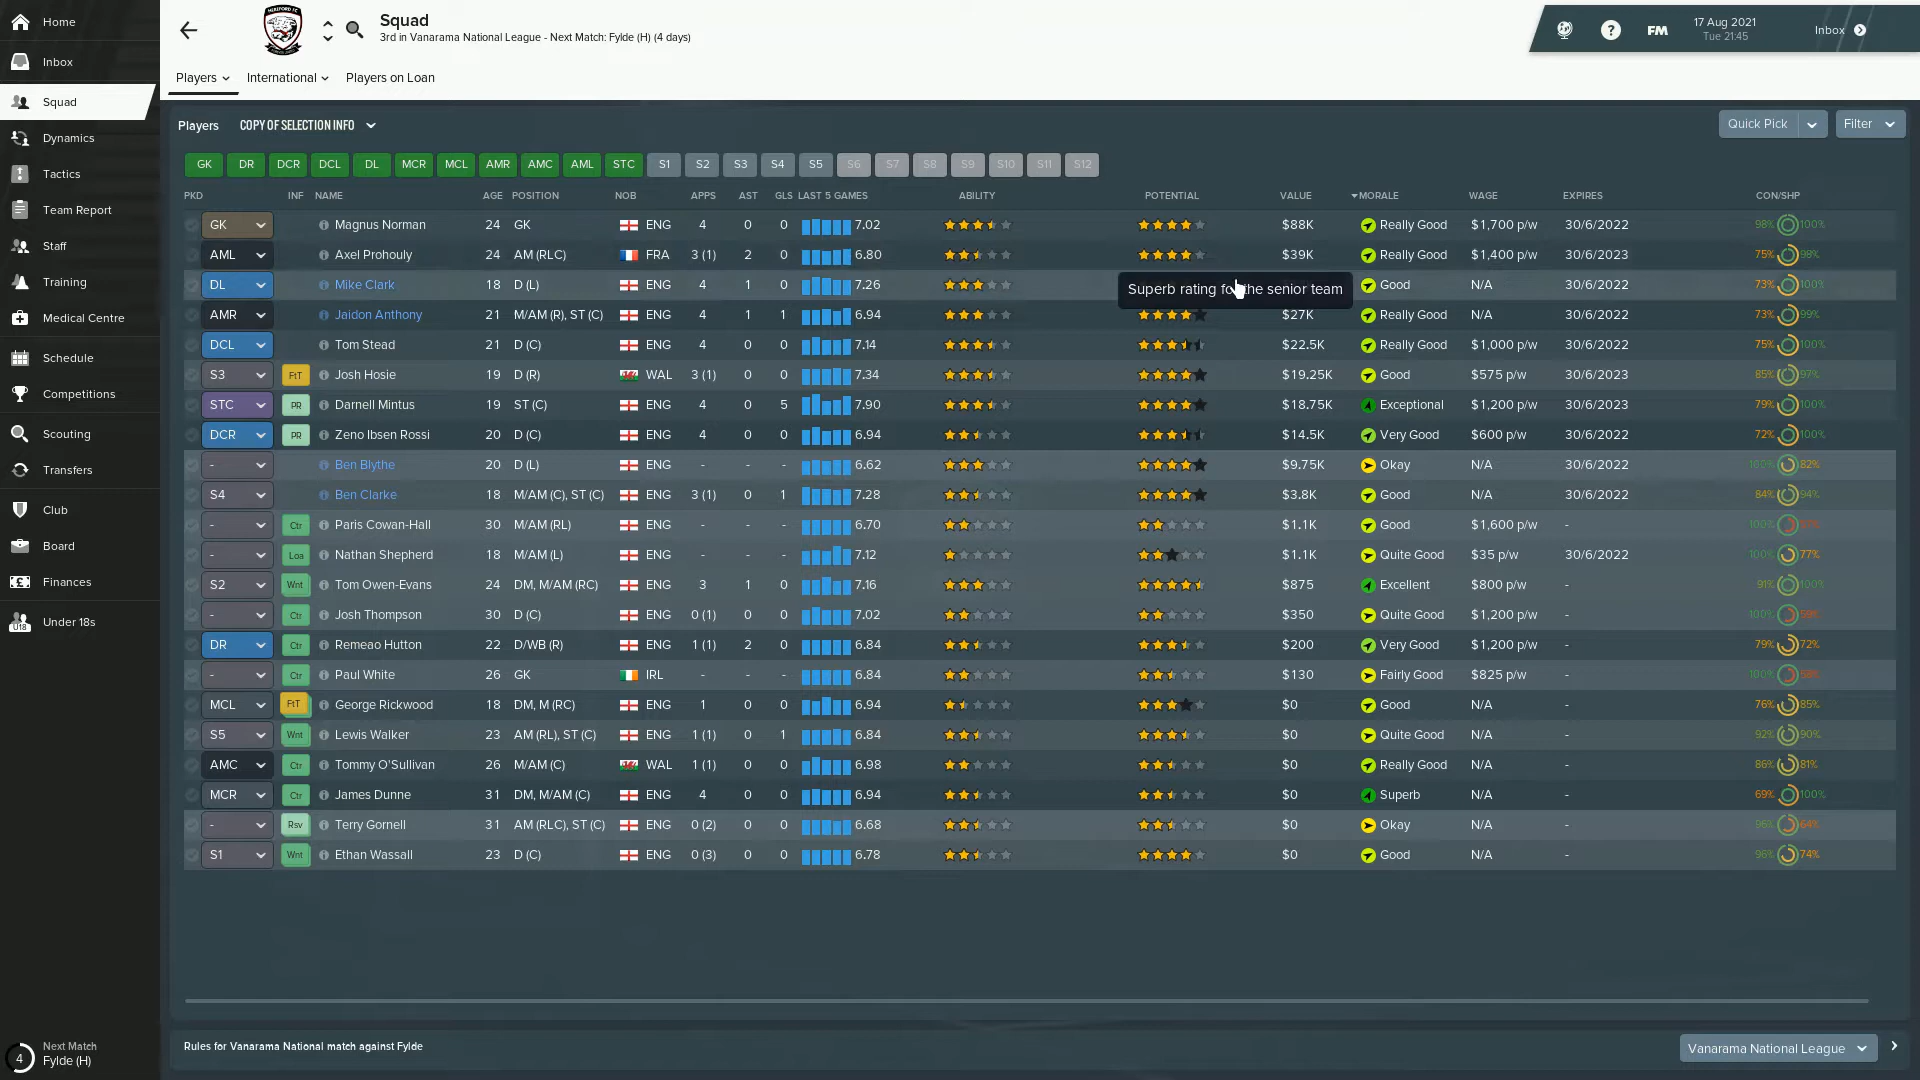 Home
Inbox
Squad
Dynamics
Tactics
Team Report
Staff
Training
Medical Centre
Schedule
Competitions
Scouting
Transfers
Club
Board
Finances
U18 Under 18s
4 Next Match
Fylde (H)
HEREFORD FC
Squad
3rd in Vanarama National League - Next Match: Fylde (H) (4 days)
? FM 17 Aug 2021
Tue 21:45
Inbox
Players International Players on Loan
Players COPY OF SELECTION INFO Quick Pick Filter
GK DR DCR DCL DL MCR MCL AMR AMC AML STC S1 S2 S3 S4 S5 S6 S7 S8 S9 S10 S11 S12
PKD INF NAME AGE POSITION NOB APPS AST GLS LAST 5 GAMES ABILITY POTENTIAL VALUE MORALE WAGE EXPIRES CON/SHP
GK Magnus Norman 24 GK ENG 4 0 0 7.02 $88K Really Good $1,700 p/w 30/6/2022 98% 100%
AML Axel Prohouly 24 AM (RLC) FRA 3 (1) 2 0 6.80 $39K Really Good $1,400 p/w 30/6/2023 75% 98%
DL Mike Clark 18 D (L) ENG 4 1 0 7.26 Good N/A 30/6/2022 73% 100%
Superb rating the senior team
AMR Jaidon Anthony 21 M/AM (R), ST (C) ENG 4 1 1 6.94 $27K Really Good N/A 30/6/2022 73% 99%
DCL Tom Stead 21 D (C) ENG 4 0 0 7.14 $22.5K Really Good $1,000 p/w 30/6/2022 75% 100%
S3 FtT Josh Hosie 19 D (R) WAL 3 (1) 0 0 7.34 $19.25K Good $575 p/w 30/6/2023 85% 97%
STC PR Darnell Mintus 19 ST (C) ENG 4 0 5 7.90 $18.75K Exceptional $1,200 p/w 30/6/2023 79% 100%
DCR PR Zeno Ibsen Rossi 20 D (C) ENG 4 0 0 6.94 $14.5K Very Good $600 p/w 30/6/2022 72% 100%
- Ben Blythe 20 D (L) ENG - - - 6.62 $9.75K Okay N/A 30/6/2022 100% 82%
S4 Ben Clarke 18 M/AM (C), ST (C) ENG 3 (1) 0 1 7.28 $3.8K Good N/A 30/6/2022 84% 94%
- Ctr Paris Cowan-Hall 30 M/AM (RL) ENG - - - 6.70 $1.1K Good $1,600 p/w - 100%
- Loa Nathan Shepherd 18 M/AM (L) ENG - - - 7.12 $1.1K Quite Good $35 p/w 30/6/2022 100% 77%
S2 Wnt Tom Owen-Evans 24 DM, M/AM (RC) ENG 3 1 0 7.16 $875 Excellent $800 p/w - 91% 100%
- Ctr Josh Thompson 30 D (C) ENG 0 (1) 0 0 7.02 $350 Quite Good $1,200 p/w - 100% 59%
DR Ctr Remeao Hutton 22 D/WB (R) ENG 1 (1) 2 0 6.84 $200 Very Good $1,200 p/w - 79% 72%
- Ctr Paul White 26 GK IRL - - - 6.84 $130 Fairly Good $825 p/w - 100%
MCL FtT George Rickwood 18 DM, M (RC) ENG 1 0 0 6.94 $0 Good N/A - 76% 85%
S5 Wnt Lewis Walker 23 AM (RL), ST (C) ENG 1 (1) 0 1 6.84 $0 Quite Good N/A - 92% 90%
AMC Ctr Tommy O'Sullivan 26 M/AM (C) WAL 1 (1) 0 0 6.98 $0 Really Good N/A - 86% 81%
MCR Ctr James Dunne 31 DM, M/AM (C) ENG 4 0 0 6.94 $0 Superb N/A - 69% 100%
- Rsv Terry Gornell 31 AM (RLC), ST (C) ENG 0 (2) 0 0 6.68 $0 Okay N/A - 64%
S1 Wnt Ethan Wassall 23 D (C) ENG 0 (3) 0 0 6.78 $0 Good N/A - 96% 74%
Rules for Vanarama National match against Fylde Vanarama National League